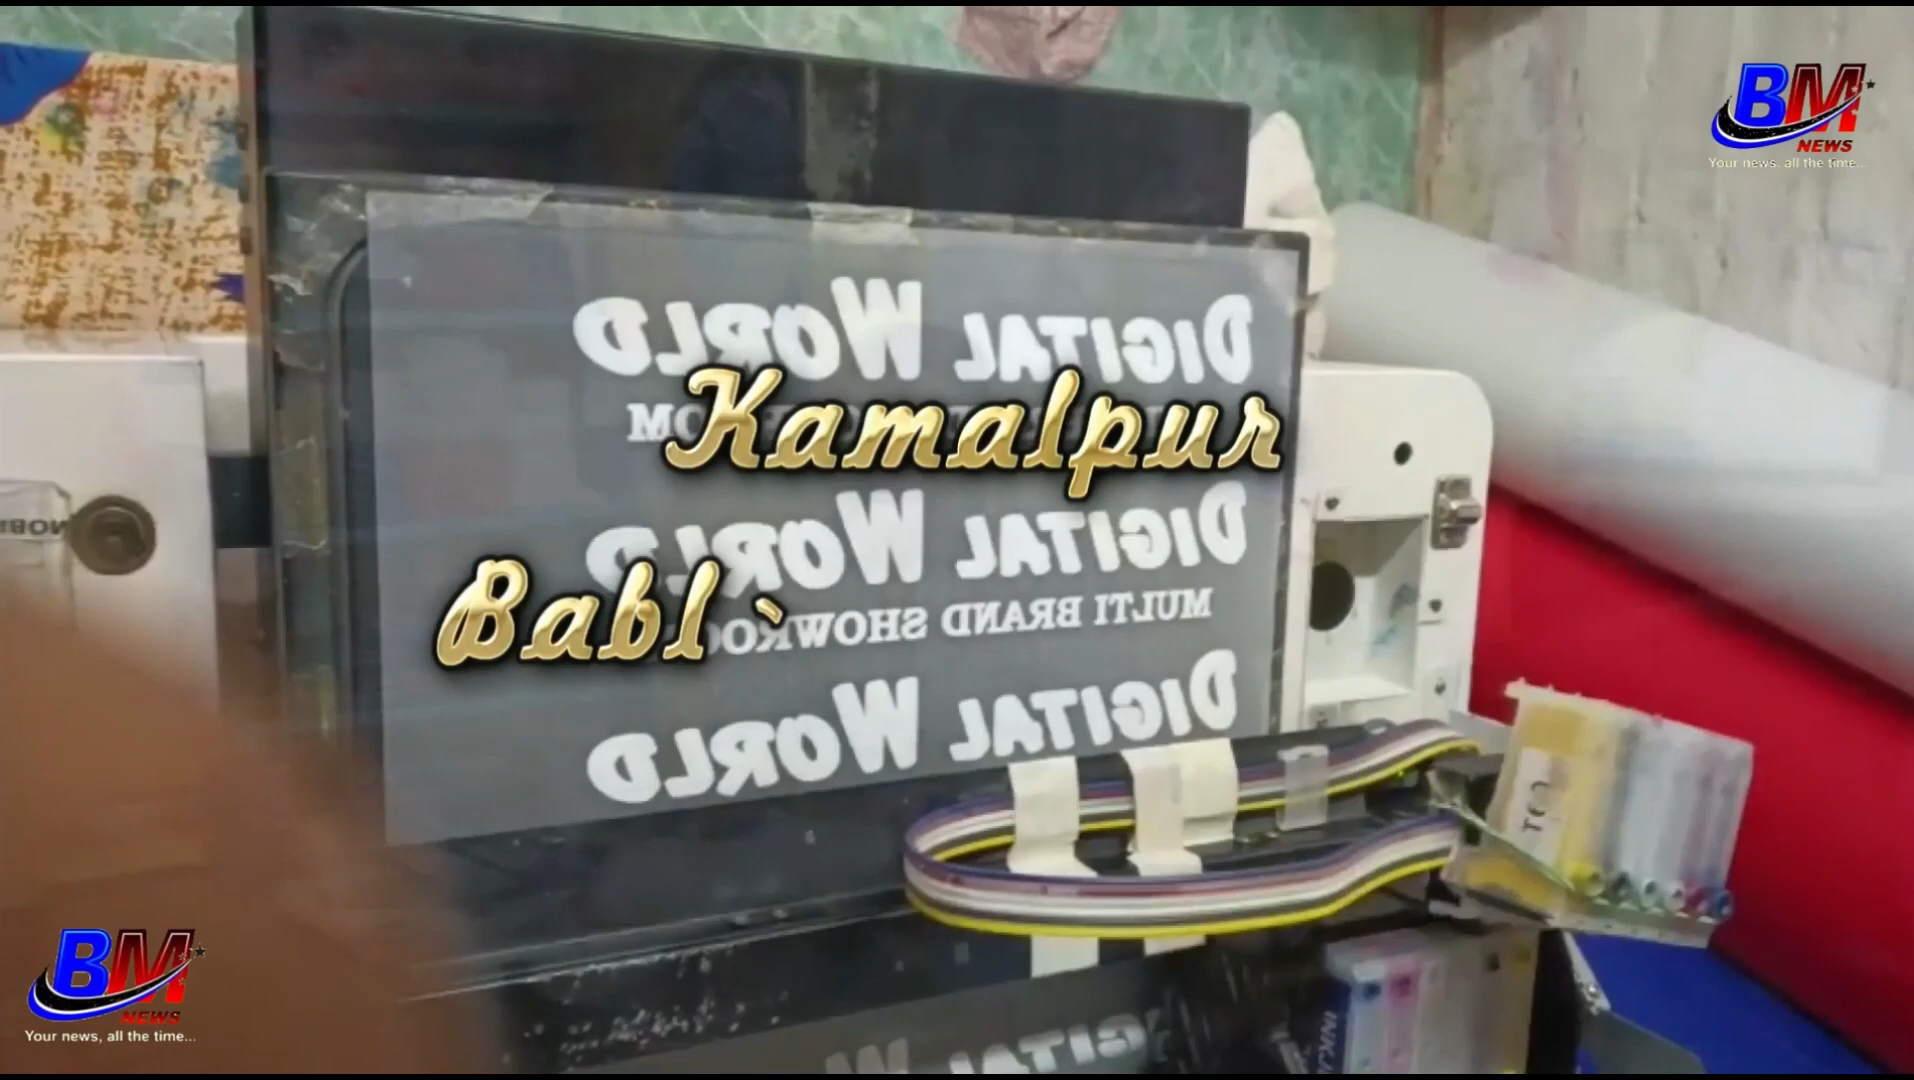 BM
NEWS
Your news, all the time...
DIGITAL WORLD
Kamalpur
DIGITAL WORLD
MULTI BRAND SHOWROO
Babl
DIGITAL WORLD
BM
NEWS
Your news, all the time...